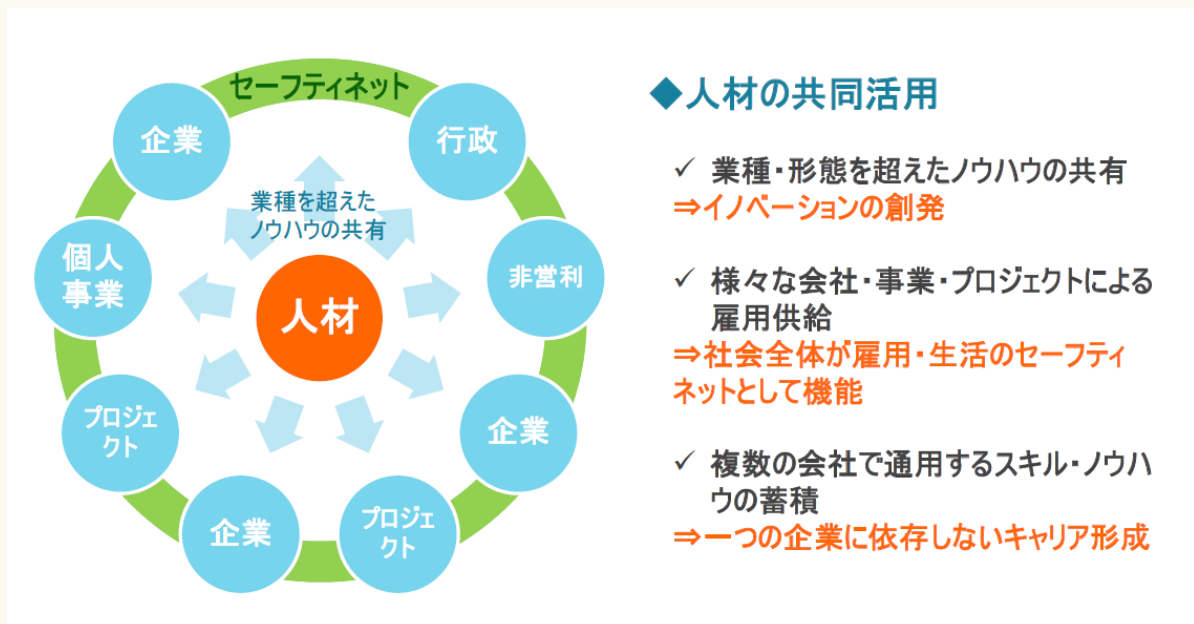 セーフティネット
企業
行政
業種を超えた
ノウハウの共有
個人
事業
非営利
人材
プロジェ
クト
企業
企業
プロジェ
クト
◆人材の共同活用
✓ 業種・形態を超えたノウハウの共有
⇒イノベーションの創発
✓ 様々な会社・事業・プロジェクトによる
雇用供給
⇒社会全体が雇用・生活のセーフティ
ネットとして機能
✓ 複数の会社で通用するスキル・ノウハ
ウの蓄積
⇒一つの企業に依存しないキャリア形成